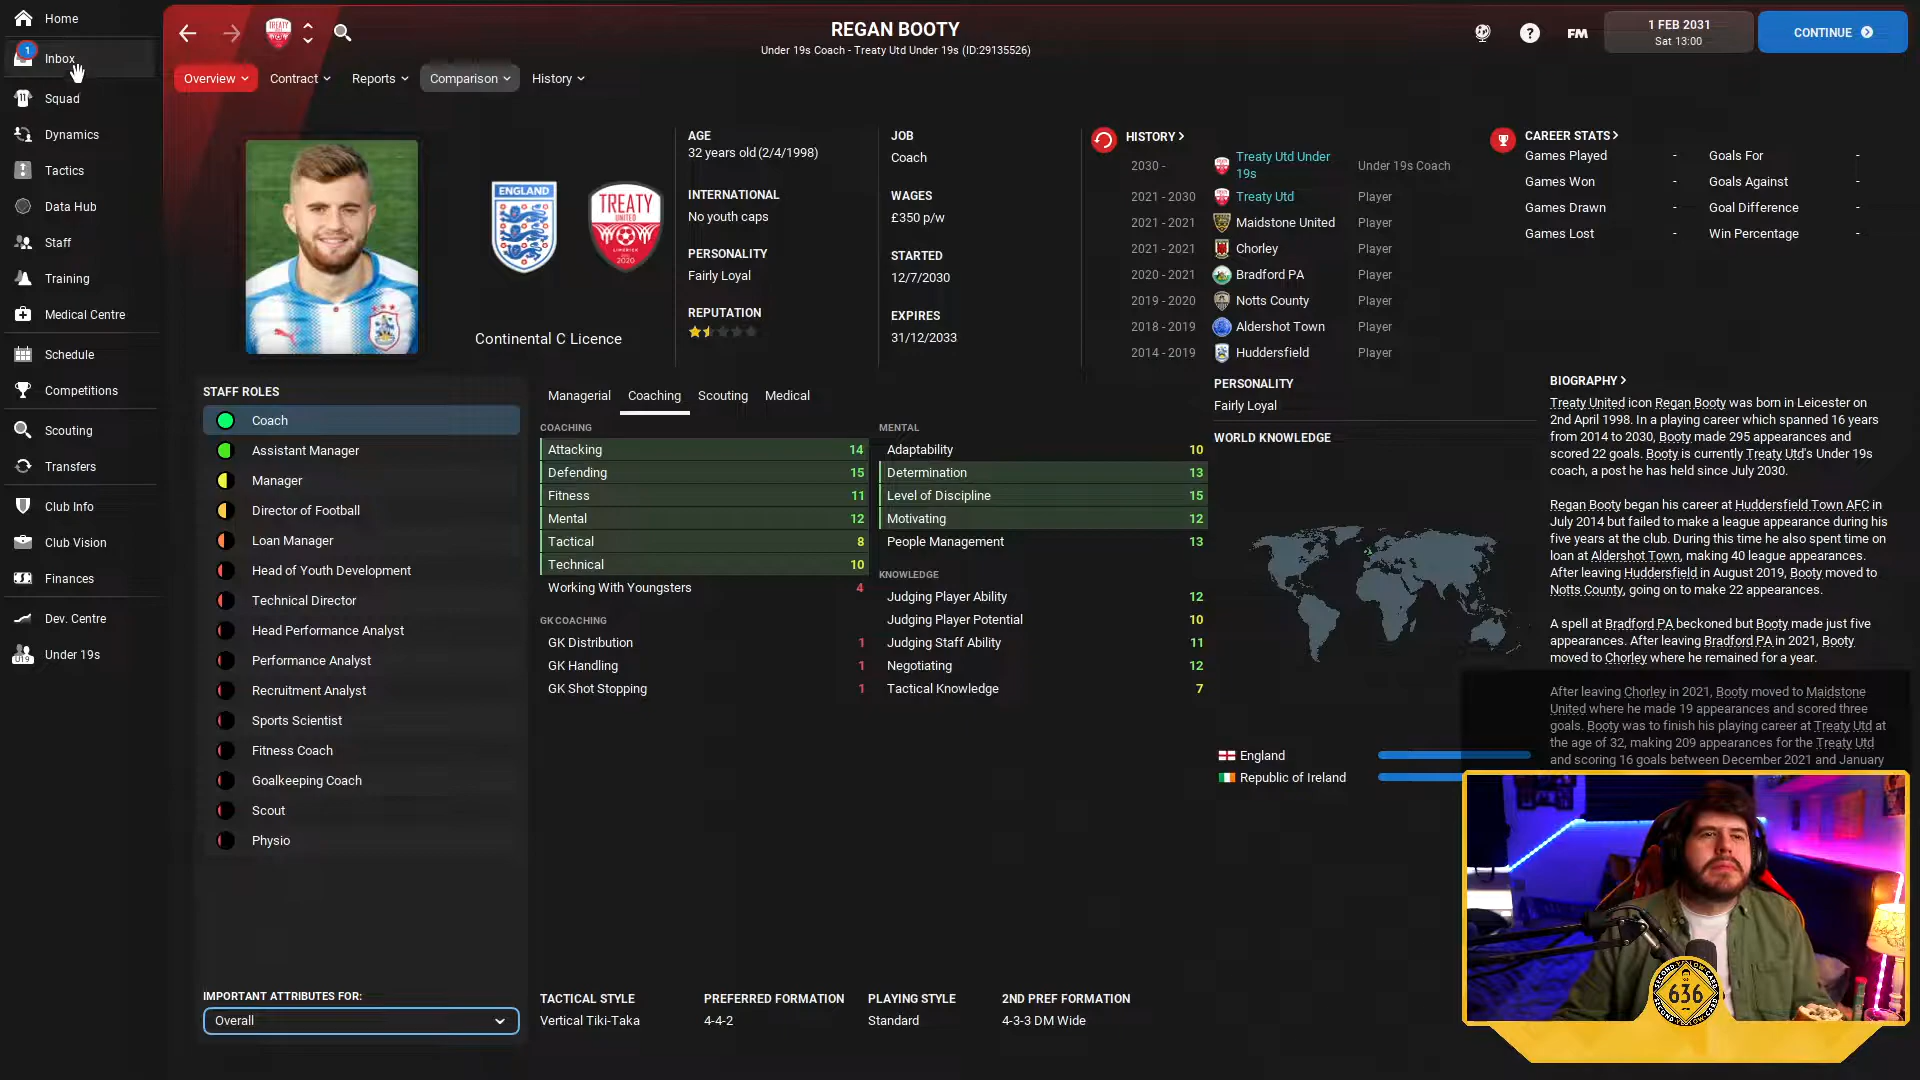 Home
1
Inbox
Squad
Dynamics
Tactics
Data Hub
Staff
Training
Medical Centre
Schedule
Competitions
Scouting
Transfers
Club Info
Club Vision
Finances
Dev. Centre
U19
Under 19s
REGAN BOOTY
Under 19s Coach - Treaty Utd Under 19s (ID:29135526)
FM
1 FEB 2031
Sat 13:00
CONTINUE
Overview
Contract
Reports
Comparison
History
ENGLAND
TREATY
UNITED
LIMERICK
2020
Continental C Licence
AGE
32 years old (2/4/1998)
INTERNATIONAL
No youth caps
PERSONALITY
Fairly Loyal
REPUTATION
JOB
Coach
WAGES
£350 p/w
STARTED
12/7/2030
EXPIRES
31/12/2033
HISTORY
2030 - Treaty Utd Under 19s Under 19s Coach
2021 - 2030 Treaty Utd Player
2021 - 2021 Maidstone United Player
2021 - 2021 Chorley Player
2020 - 2021 Bradford PA Player
2019 - 2020 Notts County Player
2018 - 2019 Aldershot Town Player
2014 - 2019 Huddersfield Player
CAREER STATS
Games Played - Goals For -
Games Won - Goals Against -
Games Drawn - Goal Difference -
Games Lost - Win Percentage -
STAFF ROLES
Coach
Assistant Manager
Manager
Director of Football
Loan Manager
Head of Youth Development
Technical Director
Head Performance Analyst
Performance Analyst
Recruitment Analyst
Sports Scientist
Fitness Coach
Goalkeeping Coach
Scout
Physio
IMPORTANT ATTRIBUTES FOR:
Overall
Managerial Coaching Scouting Medical
COACHING
Attacking 14
Defending 15
Fitness 11
Mental 12
Tactical 8
Technical 10
Working With Youngsters 4
GK COACHING
GK Distribution 1
GK Handling 1
GK Shot Stopping 1
MENTAL
Adaptability 10
Determination 13
Level of Discipline 15
Motivating 12
People Management 13
KNOWLEDGE
Judging Player Ability 12
Judging Player Potential 10
Judging Staff Ability 11
Negotiating 12
Tactical Knowledge 7
TACTICAL STYLE
Vertical Tiki-Taka
PREFERRED FORMATION
4-4-2
PLAYING STYLE
Standard
2ND PREF FORMATION
4-3-3 DM Wide
PERSONALITY
Fairly Loyal
WORLD KNOWLEDGE
England
Republic of Ireland
BIOGRAPHY
Treaty United icon Regan Booty was born in Leicester on
2nd April 1998. In a playing career which spanned 16 years
from 2014 to 2030, Booty made 295 appearances and
scored 22 goals. Booty is currently Treaty Utd's Under 19s
coach, a post he has held since July 2030.
Regan Booty began his career at Huddersfield Town AFC in
July 2014 but failed to make a league appearance during his
five years at the club. During this time he also spent time on
loan at Aldershot Town, making 40 league appearances.
After leaving Huddersfield in August 2019, Booty moved to
Notts County, going on to make 22 appearances.
A spell at Bradford PA beckoned but Booty made just five
appearances. After leaving Bradford PA in 2021, Booty
moved to Chorley where he remained for a year.
After leaving Chorley in 2021, Booty moved to Maidstone
United where he made 19 appearances and scored three
goals. Booty was to finish his playing career at Treaty Utd at
the age of 32, making 209 appearances for the Treaty Utd
and scoring 16 goals between December 2021 and January
SECOND YELLOW CARD
636